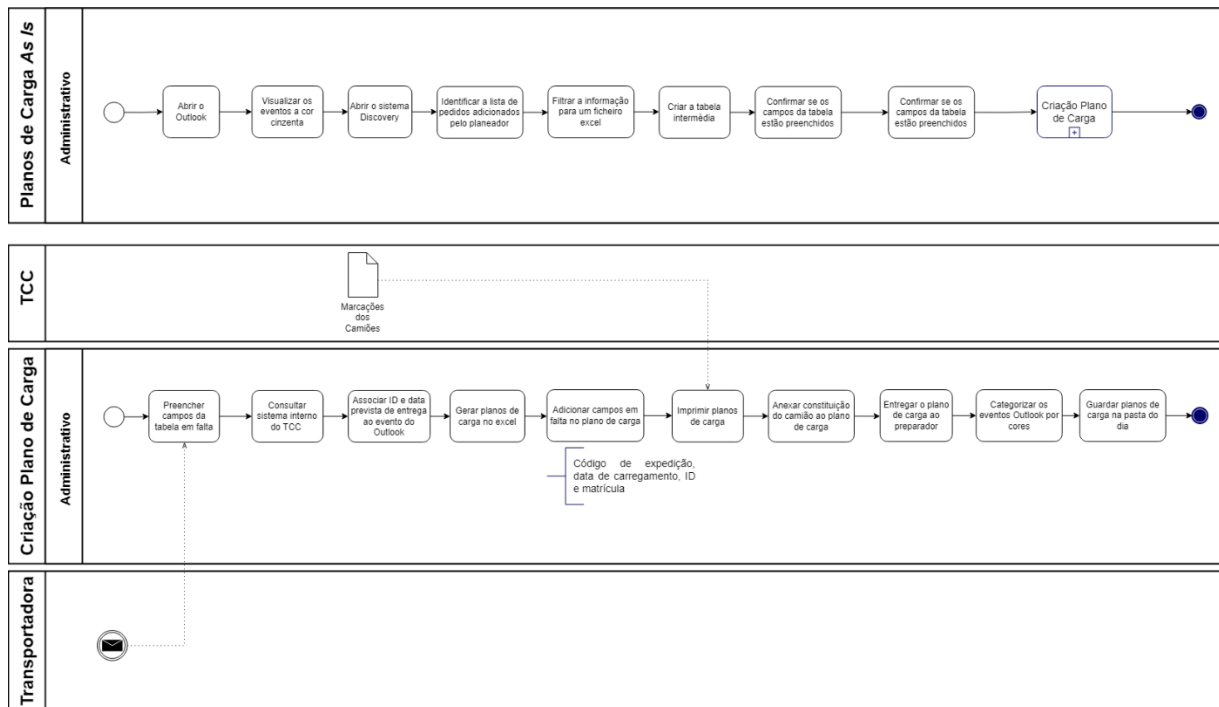 Planos de Carga As Is
Administrativo
Abrir o
Outlook
Visualizar os
eventos a cor
cinzenta
Abrir o sistema
Discovery
Identificar a lista de
pedidos adicionados
pelo planeador
Filtrar a informação
para um ficheiro
excel
Criar a tabela
intermédia
Confirmar se os
campos da tabela
estão preenchidos
Confirmar se os
campos da tabela
estão preenchidos
Criação Plano
de Carga
TCC
Marcações
dos
Camiões
Criação Plano de Carga
Administrativo
Preencher
campos da
tabela em falta
Consultar
sistema interno
do TCC
Associar ID e data
prevista de entrega
ao evento do
Outlook
Gerar planos de
carga no excel
Adicionar campos em
falta no plano de carga
Imprimir planos
de carga
Anexar constituição
do camião ao plano
de carga
Entregar o plano
de carga ao
preparador
Categorizar os
eventos Outlook por
cores
Guardar planos de
carga na pasta do
dia
Código de expedição,
data de carregamento, ID
e matrícula
Transportadora